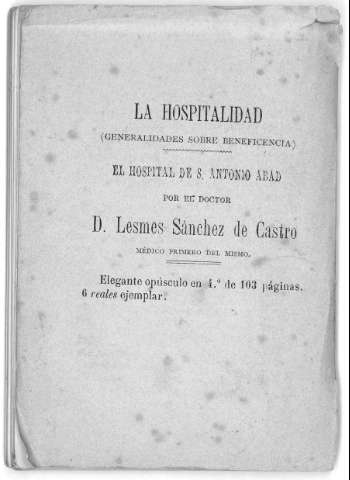 LA HOSPITALIDAD
(GENERALIDADES SOBRE BENEFICENCIA)
EL HOSPITAL DE S. ANTONIO ABAD
POR EL DOCTOR
D. Lesmes Sánchez de Castro
MÉDICO PRIMERO DEL MISMO.
Elegante opúsculo en 4.º de 103 páginas.
6 reales ejemplar.